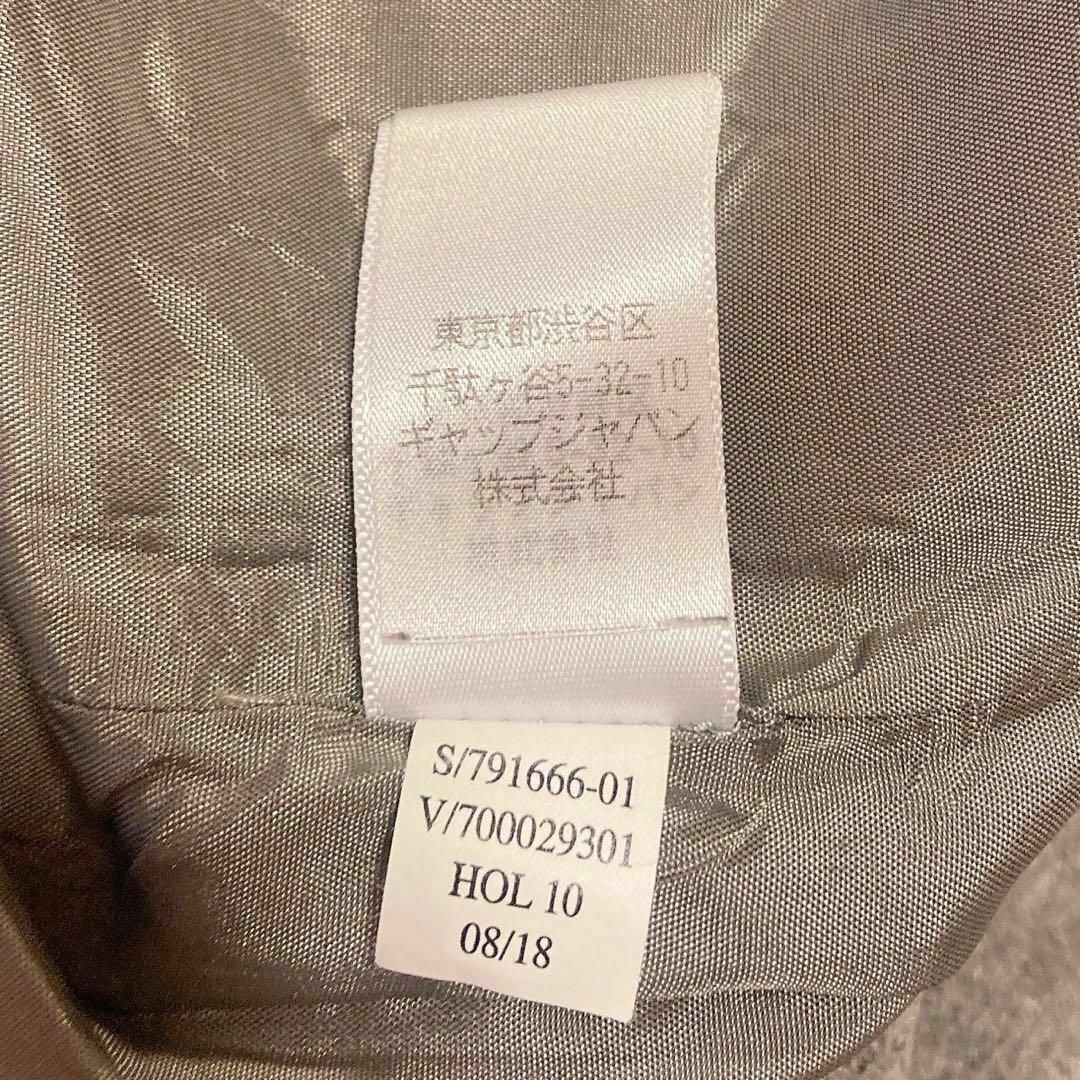 東京都渋谷区
千駄ヶ谷5-32-10
ギャップジャパン
株式会社
S/791666-01
V/700029301
HOL 10
08/18